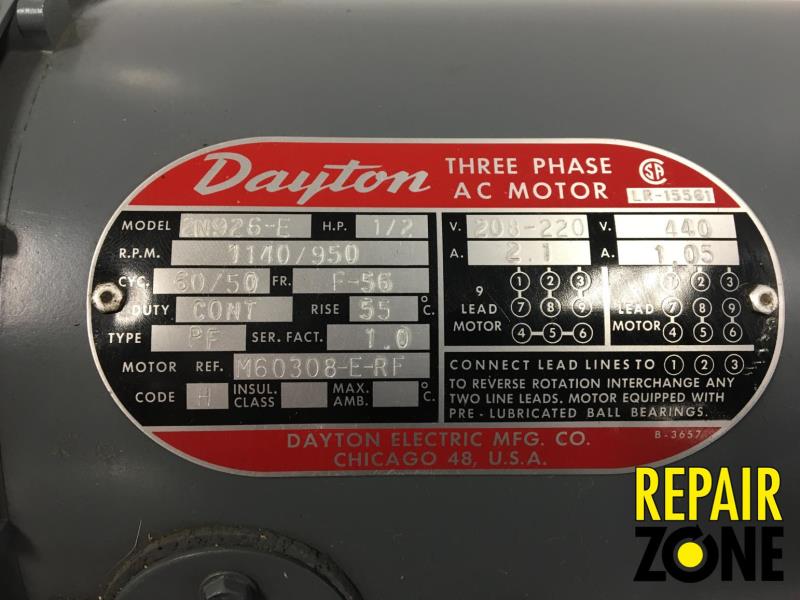 Dayton THREE PHASE AC MOTOR
SA
LR-15561
MODEL 2N926-E H.P. 1/2
R.P.M. 1140/950
CYC. 60/50 FR. F-56
DUTY CONT RISE 55 °C.
TYPE PF SER. FACT. 1.0
MOTOR REF. M60308-E-RF
CODE H INSUL. CLASS MAX. AMB. °C.
V. 208-220 V. 440
A. 2.1 A. 1.05
9 LEAD MOTOR
1 2 3
7 8 9
4 5 6
9 LEAD MOTOR
1 2 3
7 8 9
4 5 6
CONNECT LEAD LINES TO 1 2 3
TO REVERSE ROTATION INTERCHANGE ANY
TWO LINE LEADS. MOTOR EQUIPPED WITH
PRE-LUBRICATED BALL BEARINGS.
DAYTON ELECTRIC MFG. CO.
CHICAGO 48, U.S.A.
B-3657
REPAIR
ZONE